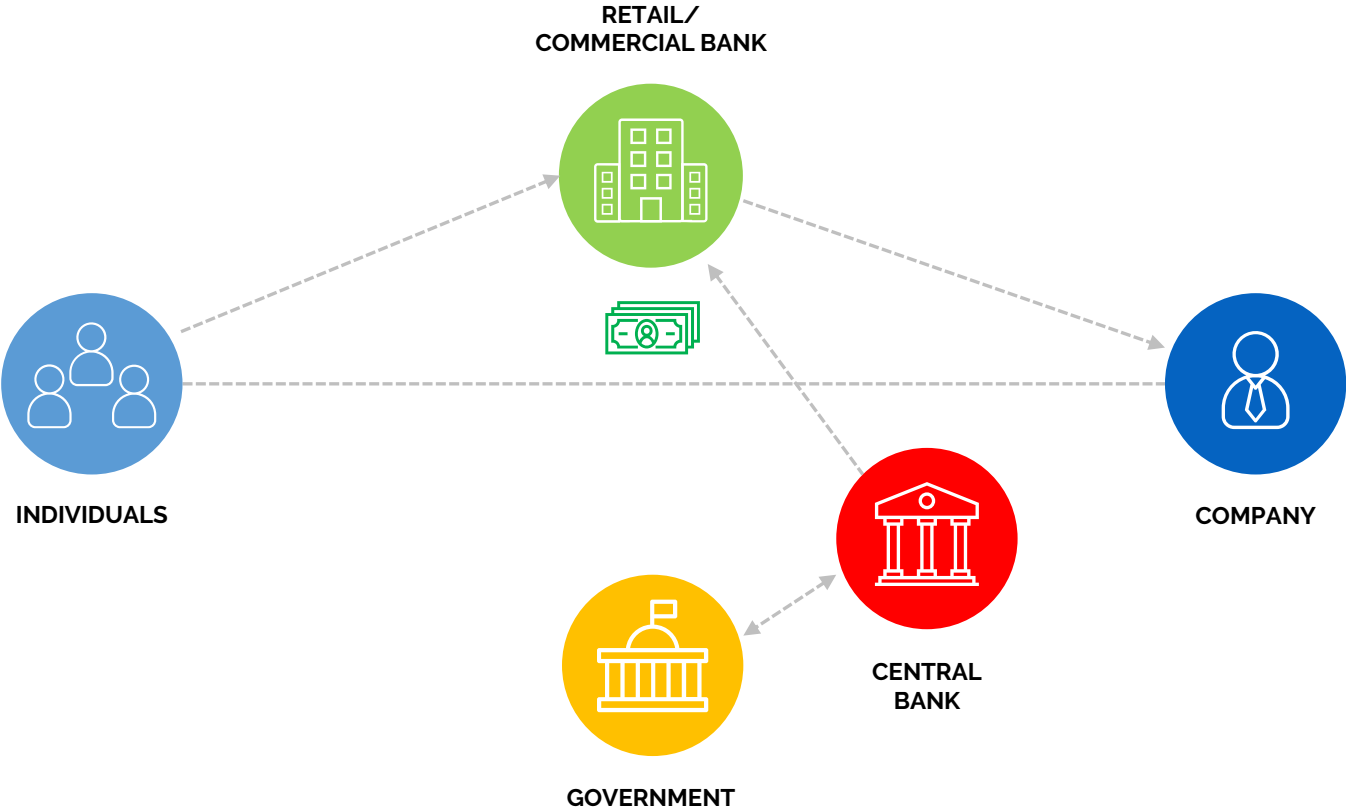 RETAIL/
COMMERCIAL BANK
INDIVIDUALS
COMPANY
CENTRAL
BANK
GOVERNMENT